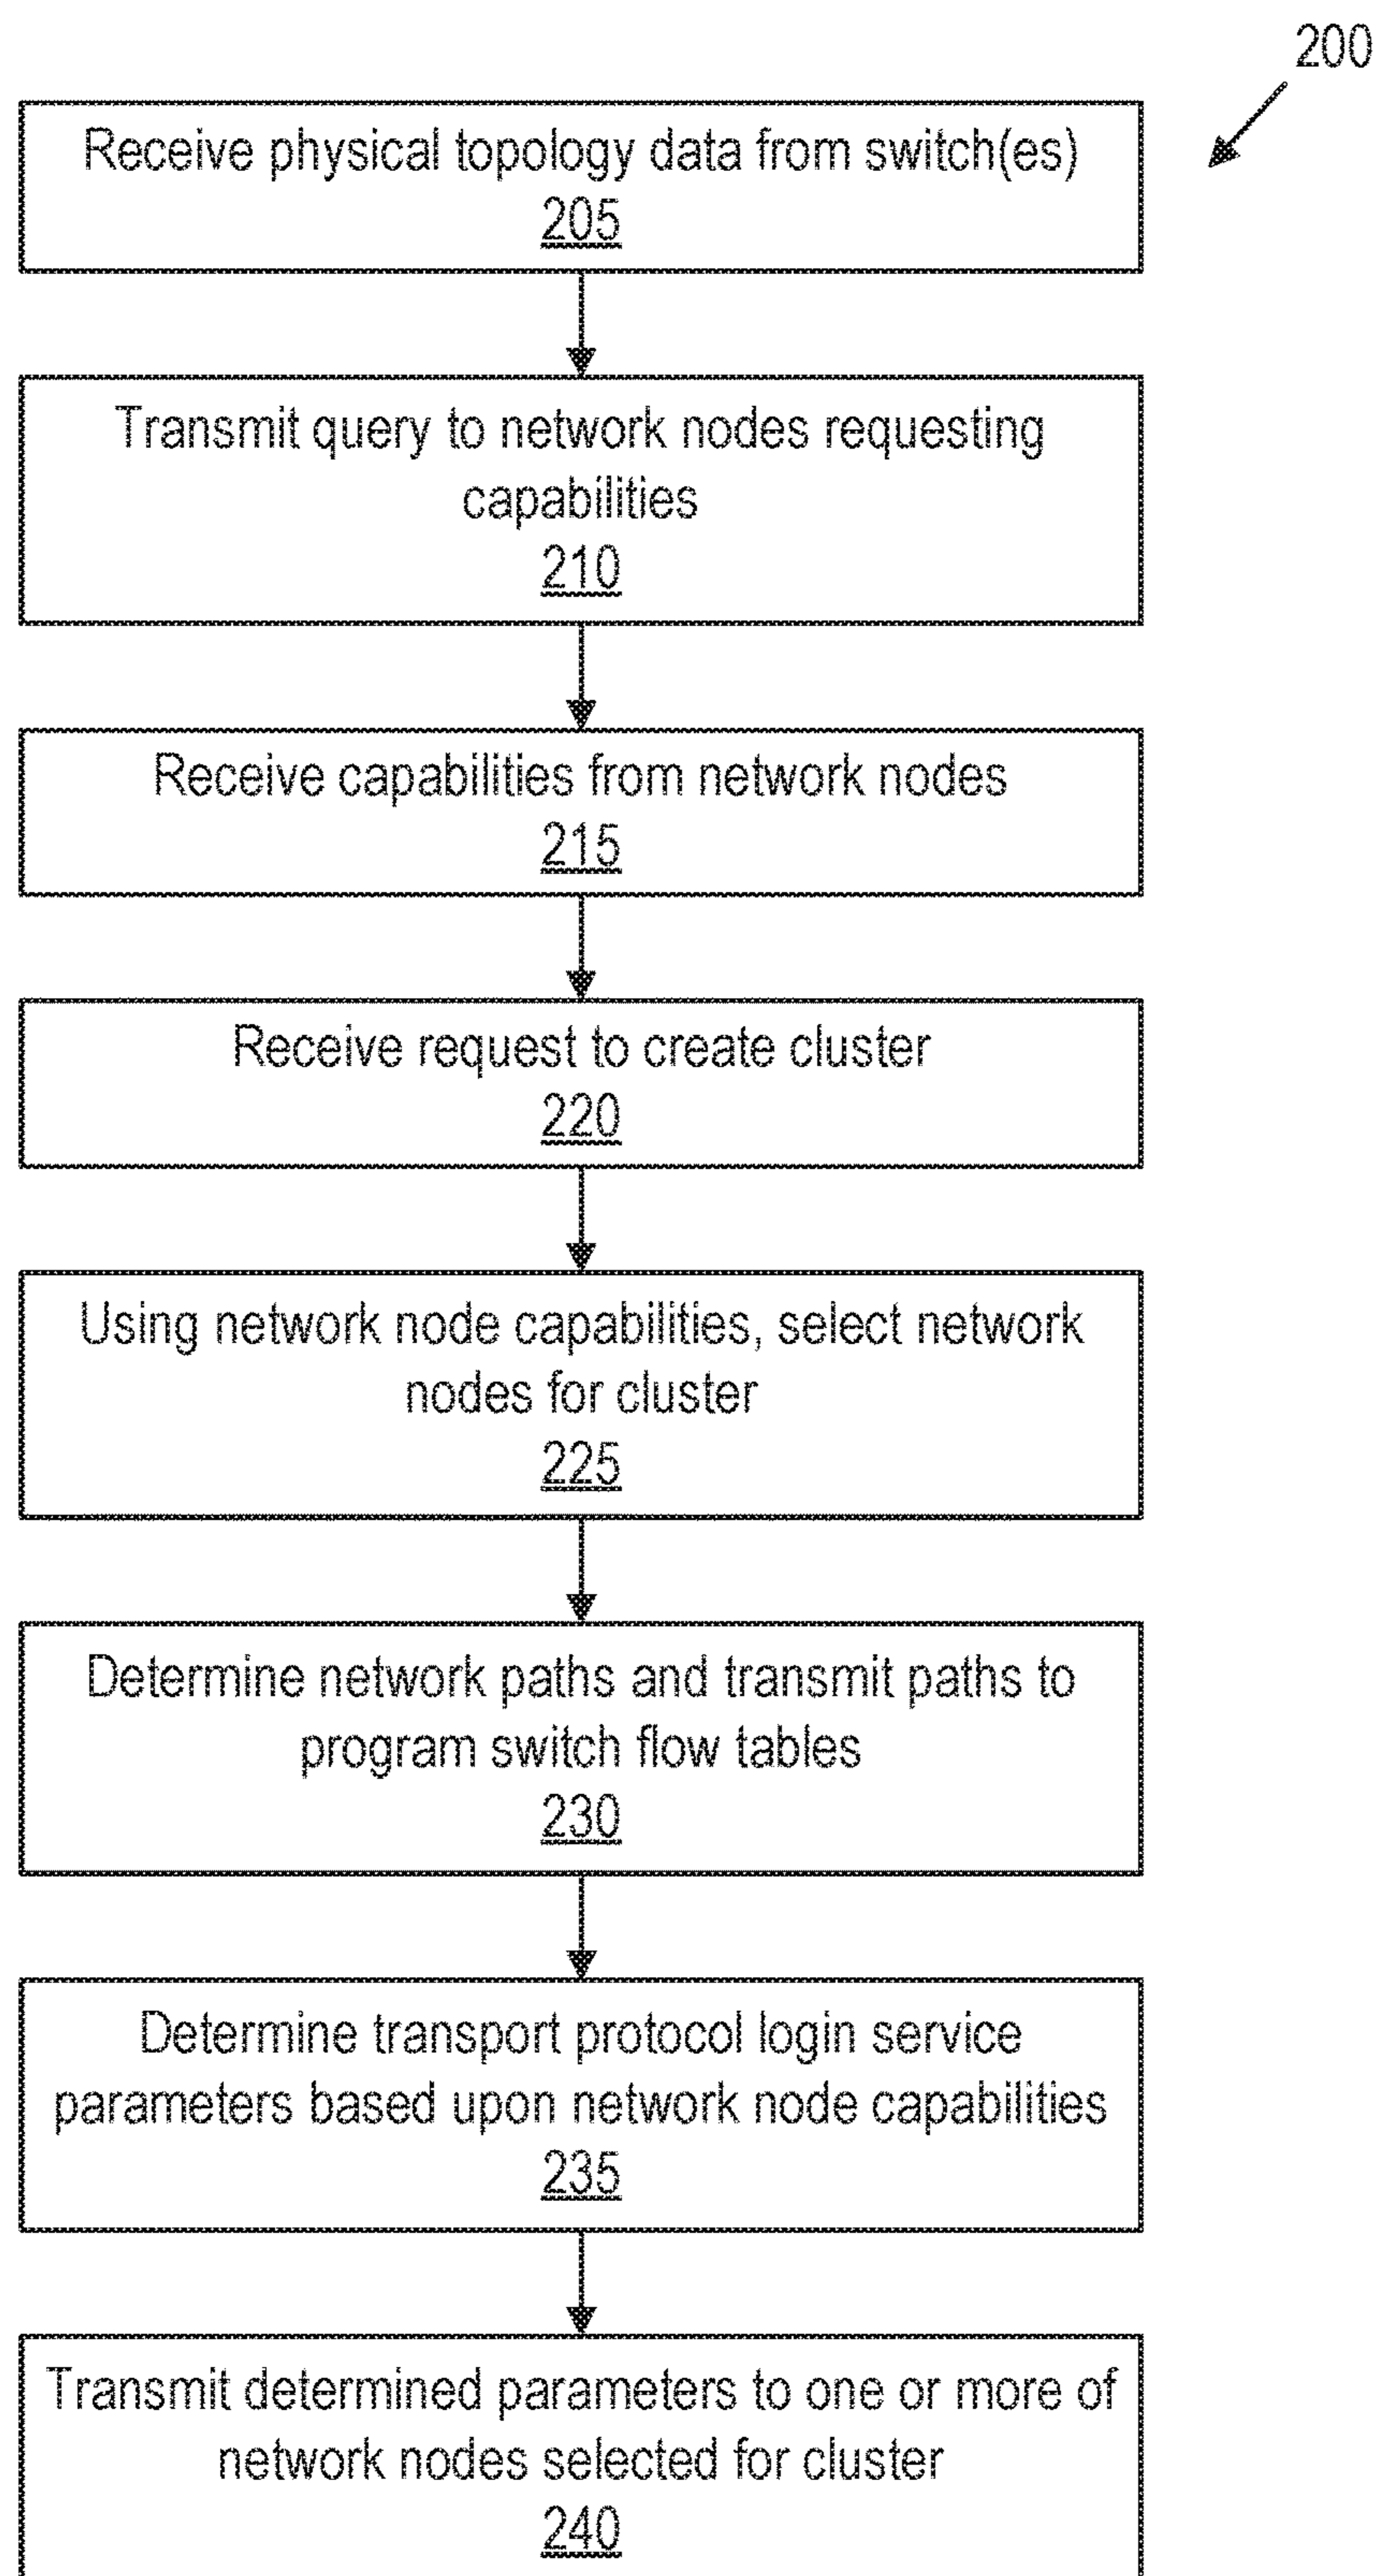 200
Receive physical topology data from switch(es)
205
Transmit query to network nodes requesting
capabilities
210
Receive capabilities from network nodes
215
Receive request to create cluster
220
Using network node capabilities, select network
nodes for cluster
225
Determine network paths and transmit paths to
program switch flow tables
230
Determine transport protocol login service
parameters based upon network node capabilities
235
Transmit determined parameters to one or more of
network nodes selected for cluster
240